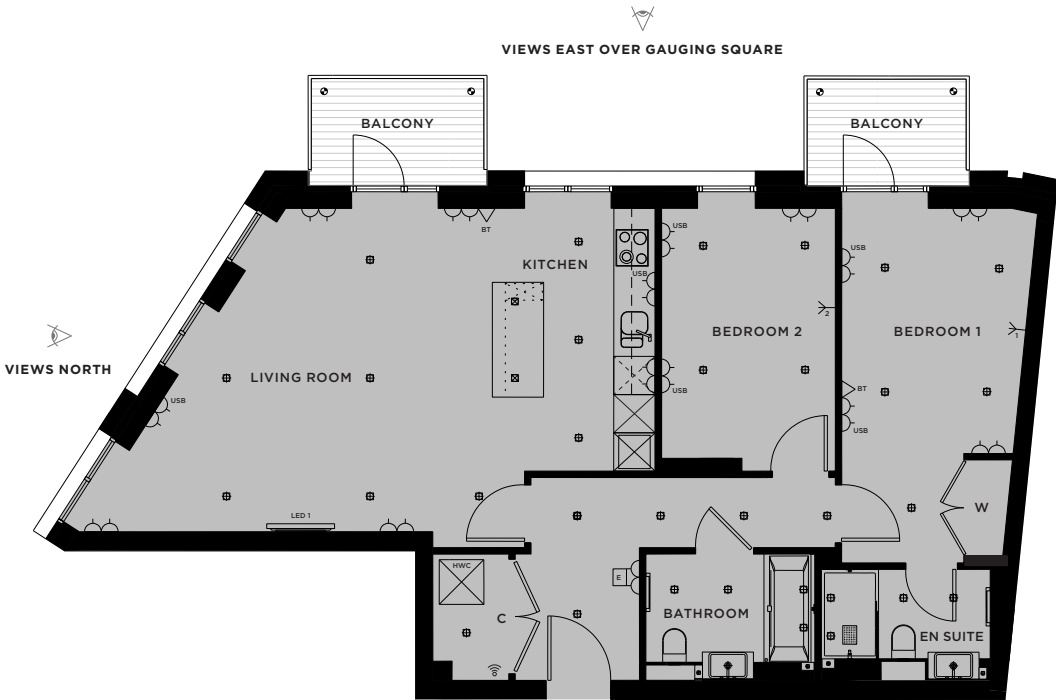 VIEWS EAST OVER GAUGING SQUARE
BALCONY
BALCONY
BT
USB
USB
KITCHEN
USB
2
BEDROOM 2
BEDROOM 1
1
VIEWS NORTH
LIVING ROOM
USB
USB
BT
USB
LED 1
W
HWC
E
C
BATHROOM
EN SUITE